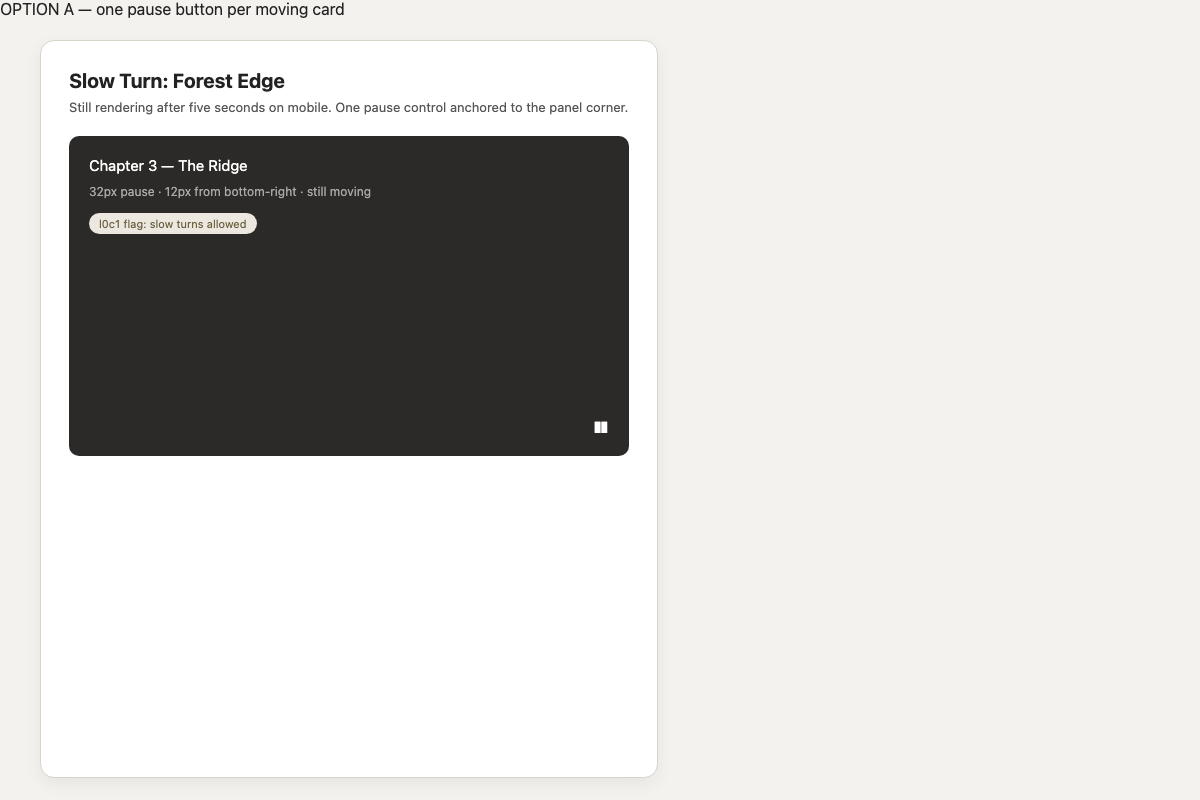 OPTION A — one pause button per moving card
Slow Turn: Forest Edge
Still rendering after five seconds on mobile. One pause control anchored to the panel corner.
Chapter 3 — The Ridge
32px pause · 12px from bottom-right · still moving
l0c1 flag: slow turns allowed